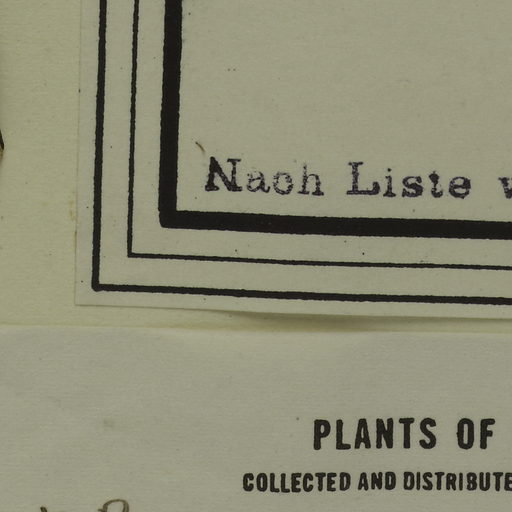 Nach Liste
PLANTS OF
COLLECTED AND DISTRIBUTE